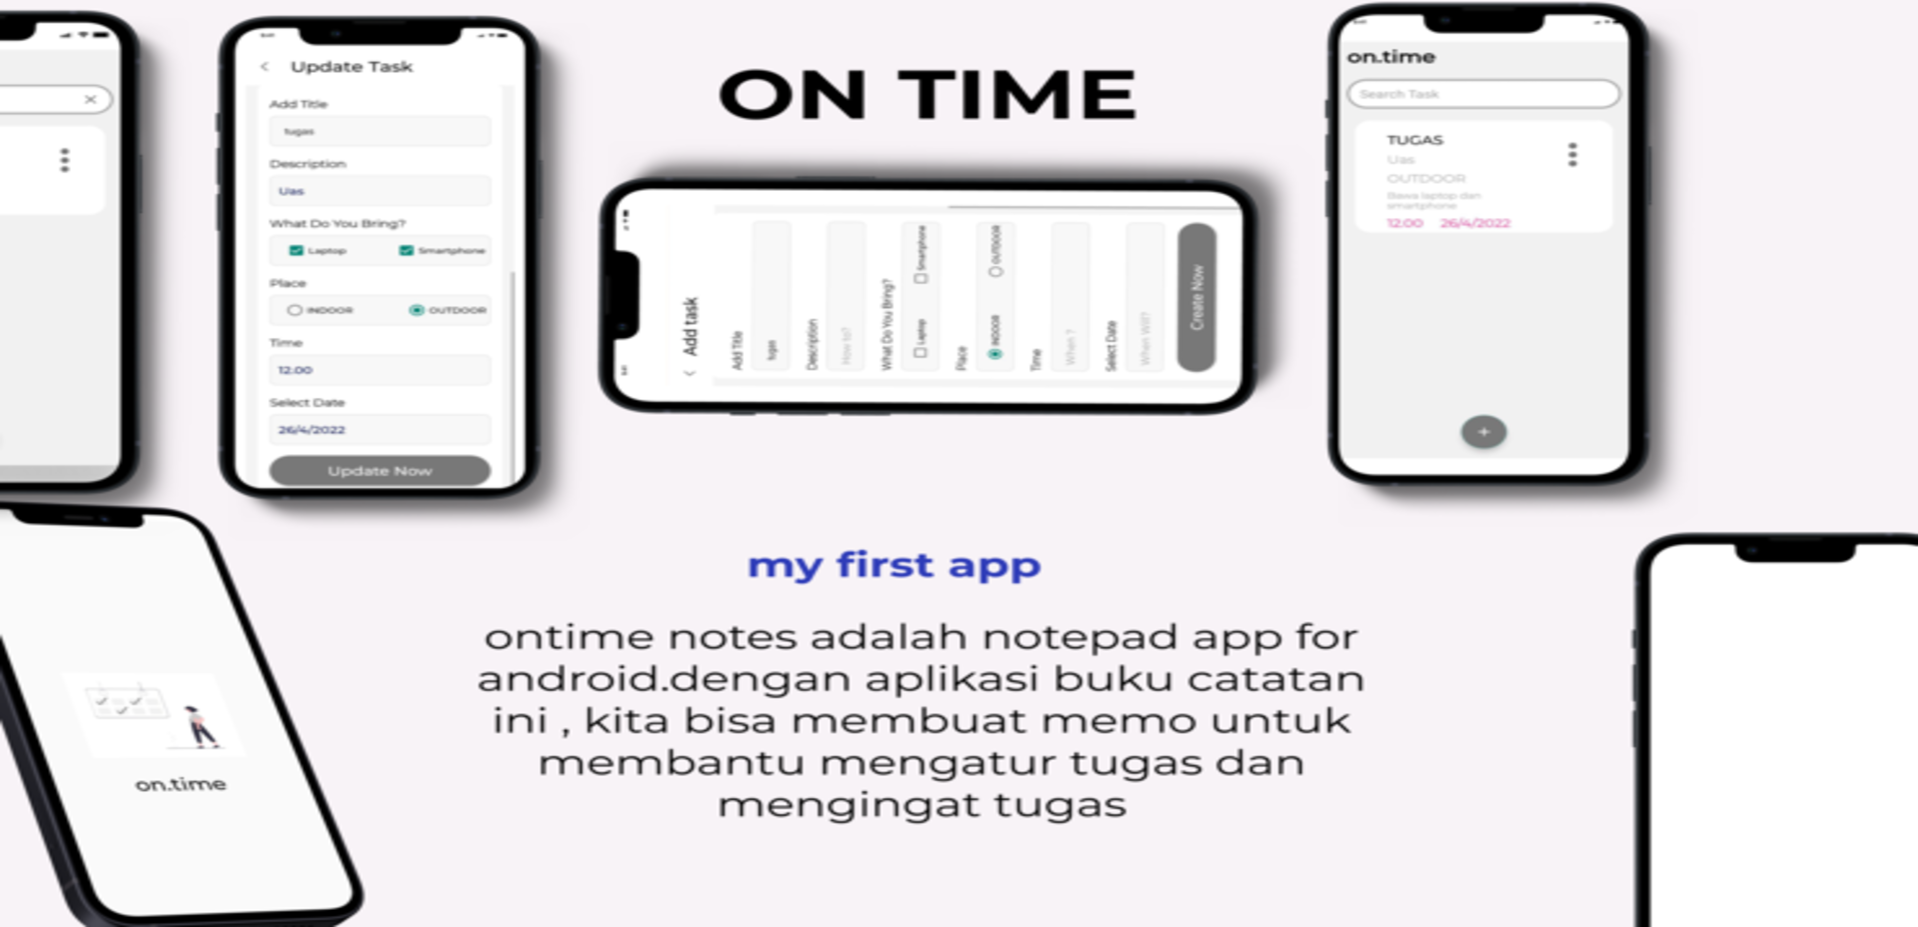 Update Task
Add Title
tugas
Description
Uas
What Do You Bring?
Laptop Smartphone
Place
INDOOR OUTDOOR
Time
12.00
Select Date
26/4/2022
Update Now
ON TIME
Add task
Add Title
tugas
Description
How to?
What Do You Bring?
Laptop Smartphone
Place
INDOOR OUTDOOR
Time
When ?
Select Date
When Will?
Create Now
on.time
Search Task
TUGAS
Uas
OUTDOOR
Bawa laptop dan
smartphone
12.00 26/4/2022
+
on.time
my first app
ontime notes adalah notepad app for
android.dengan aplikasi buku catatan
ini , kita bisa membuat memo untuk
membantu mengatur tugas dan
mengingat tugas